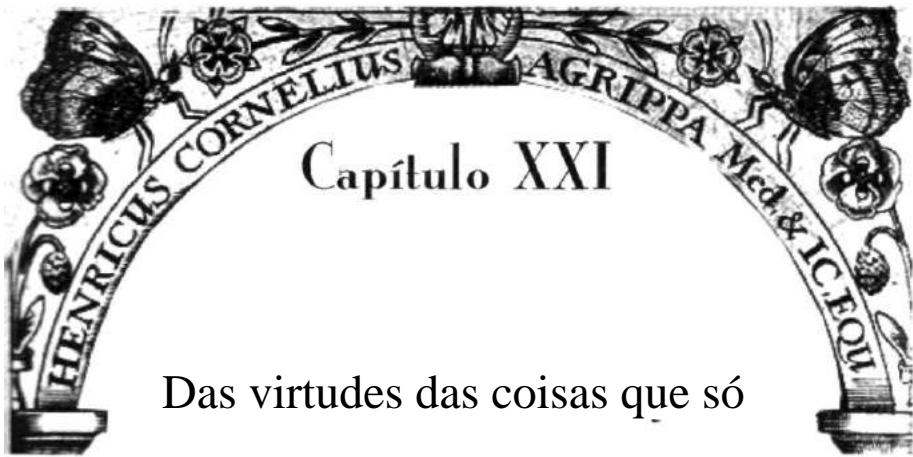 HENRICUS CORNELIUS AGRIPPA Med. & IC. EQU
Capítulo XXI
Das virtudes das coisas que só